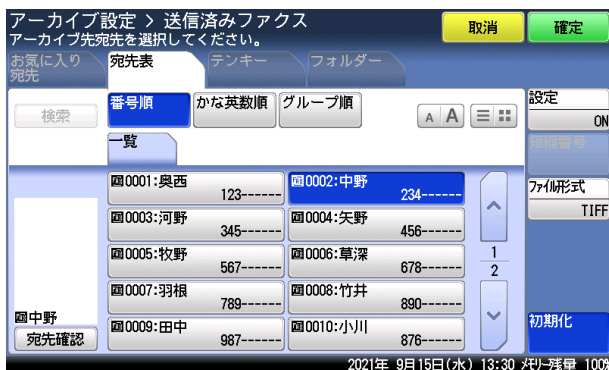 アーカイブ設定 > 送信済みファクス
アーカイブ先宛先を選択してください。
取消
確定
お気に入り
宛先
宛先表
テンキー
フォルダー
検索
番号順
かな英数順
グループ順
A A
一覧
設定
ON
短縮番号
ファイル形式
TIFF
0001:奥西
123------
0002:中野
234------
0003:河野
345------
0004:矢野
456------
0005:牧野
567------
0006:草深
678------
0007:羽根
789------
0008:竹井
890------
0009:田中
987------
0010:小川
876------
1
2
中野
宛先確認
初期化
2021年 9月15日(水) 13:30 メモリー残量 100%